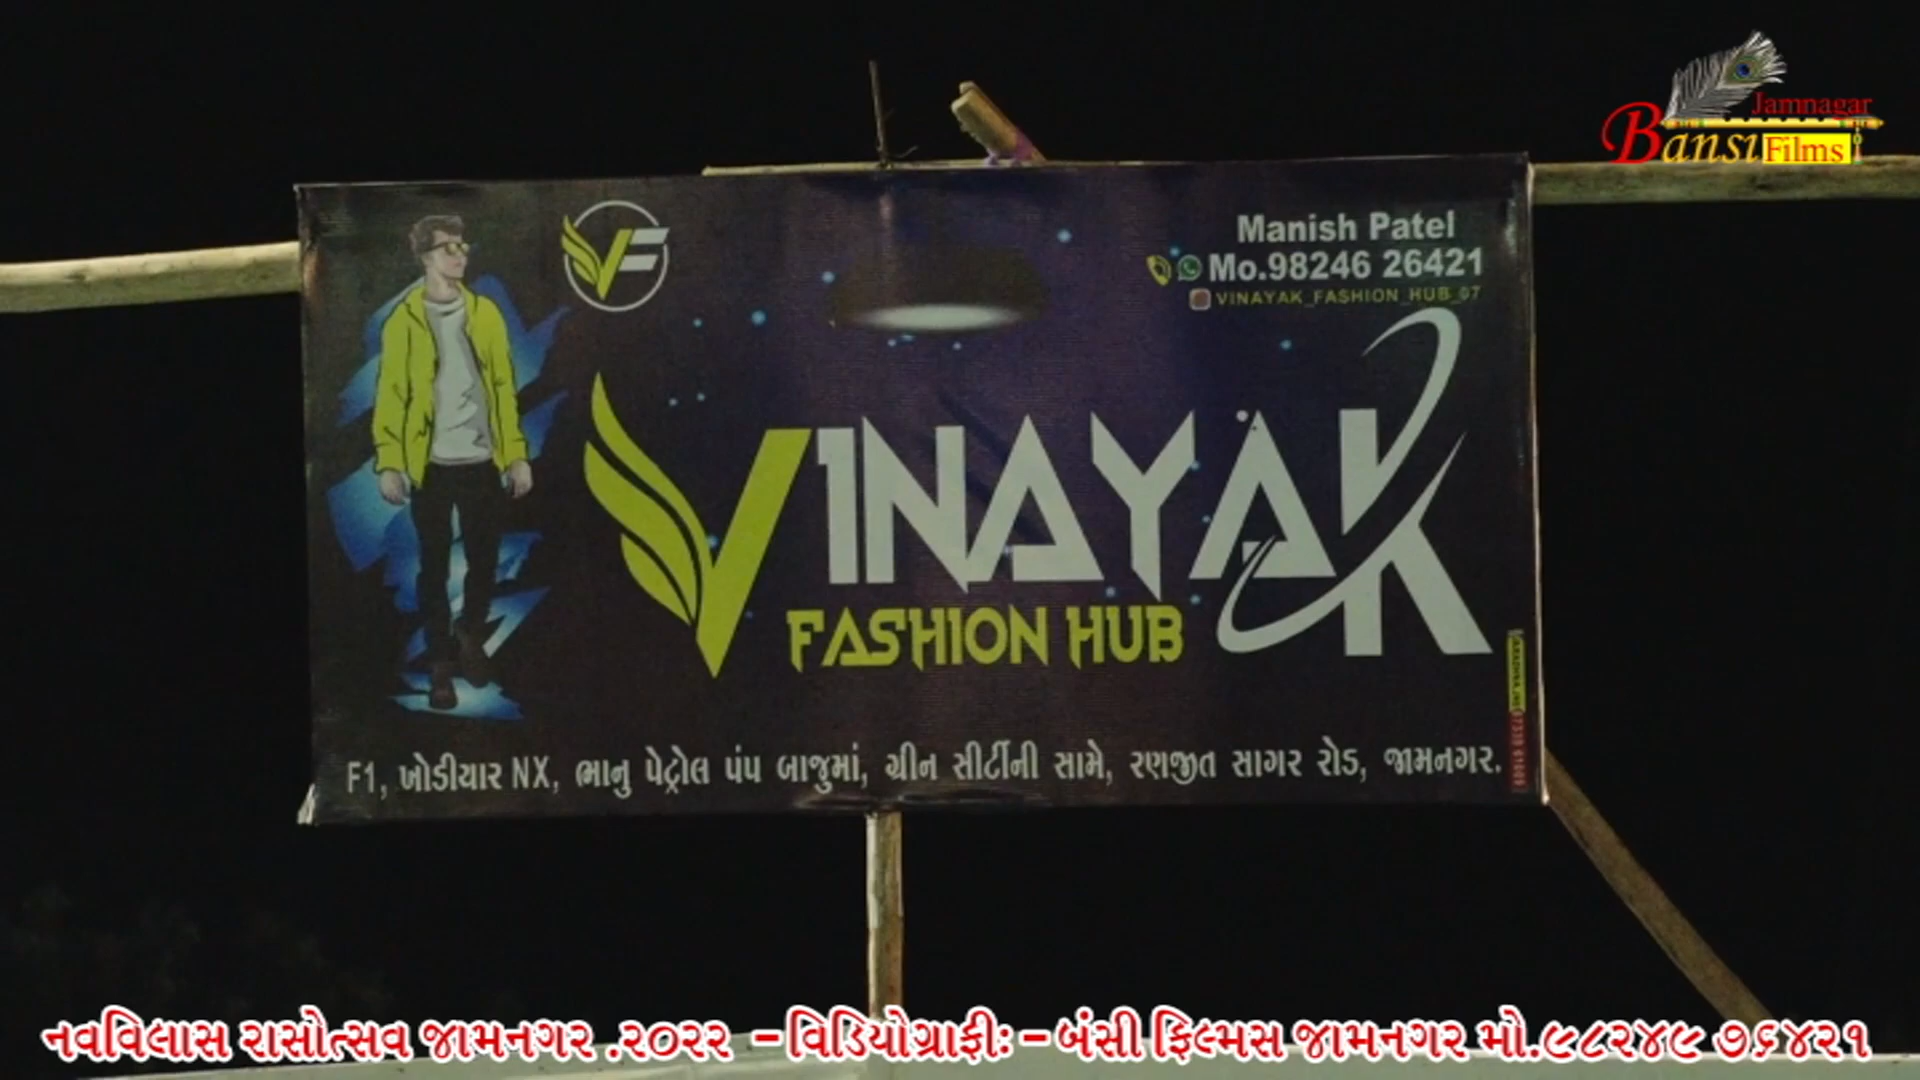 Jamnagar
Bansi Films
VF
Manish Patel
Mo.98246 26421
VINAYAK_FASHION_HUB_07
VINAYAK
FASHION HUB
F1, ખોડીયાર NX, ભાનુ પેટ્રોલ પંપ બાજુમાં, ગ્રીન સીર્ટીની સામે, રણજીત સાગર રોડ, જામનગર.
નવવિલાસ રાસોત્સવ જામનગર .૨૦૨૨ – વિડિયોગ્રાફીઃ – બંસી ફિલ્મસ જામનગર મો.૯૮૨૪૯ ૭૬૪૨૧